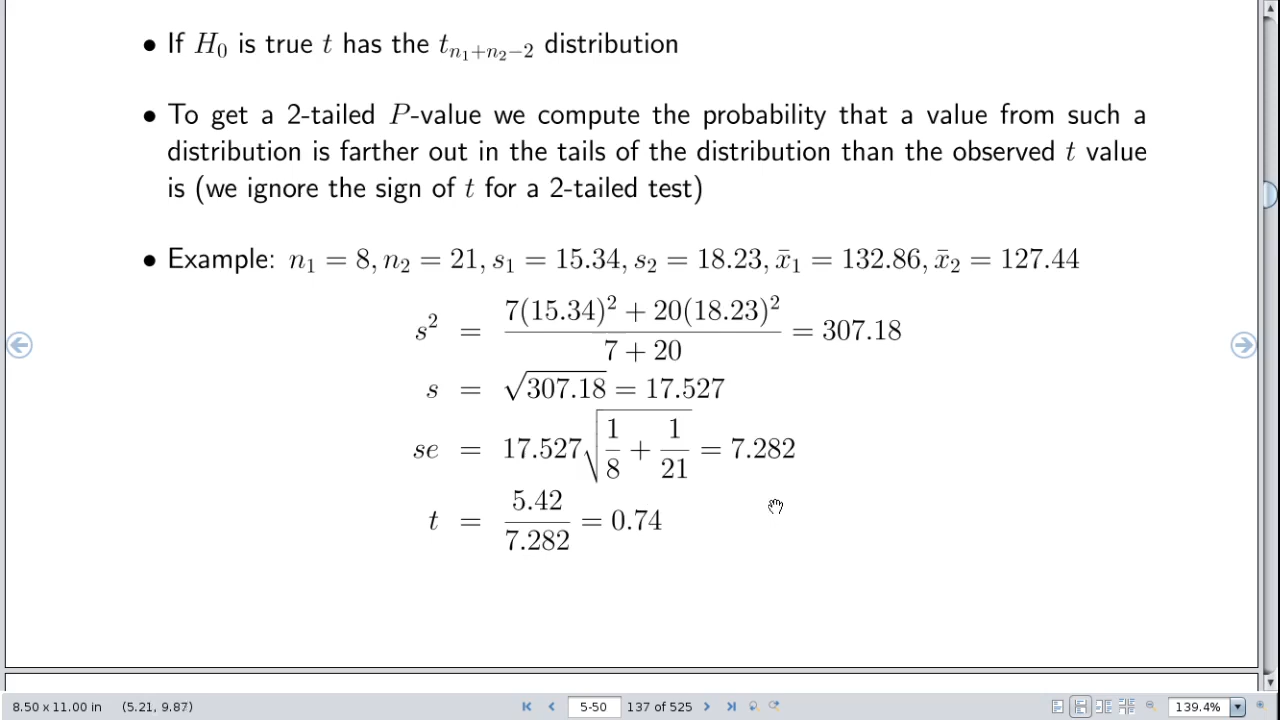 • If H₀ is true t has the t_{n₁+n₂−2} distribution
• To get a 2-tailed P-value we compute the probability that a value from such a
distribution is farther out in the tails of the distribution than the observed t value
is (we ignore the sign of t for a 2-tailed test)
• Example: n₁ = 8, n₂ = 21, s₁ = 15.34, s₂ = 18.23, x̄₁ = 132.86, x̄₂ = 127.44
s² = (7(15.34)² + 20(18.23)²) / (7 + 20) = 307.18
s = √307.18 = 17.527
se = 17.527√(1/8 + 1/21) = 7.282
t = 5.42 / 7.282 = 0.74
8.50 x 11.00 in (5.21, 9.87) 5-50 137 of 525 139.4%